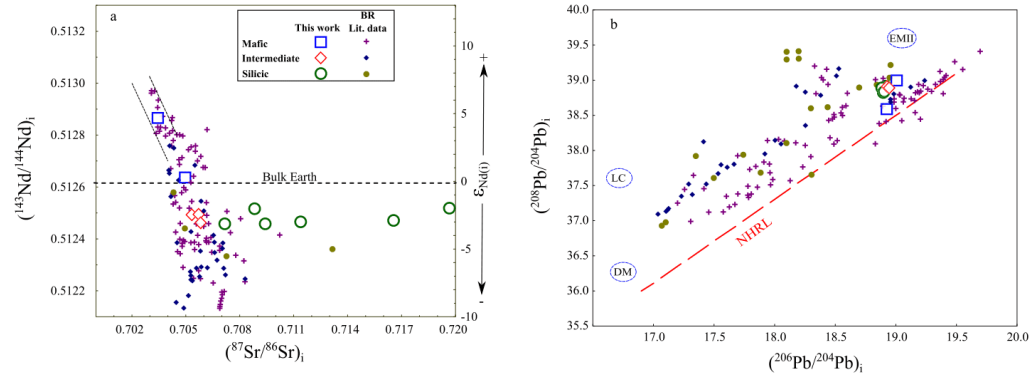 a
BR
This work Lit. data
Mafic
Intermediate
Silicic
Bulk Earth
0.5132
0.5130
0.5128
0.5126
0.5124
0.5122
(¹⁴³Nd/¹⁴⁴Nd)ᵢ
0.702 0.705 0.708 0.711 0.714 0.717 0.720
(⁸⁷Sr/⁸⁶Sr)ᵢ
10
5
0
-5
-10
+
εNd(i)
-
b
EMII
LC
DM
NHRL
40.0
39.5
39.0
38.5
38.0
37.5
37.0
36.5
36.0
35.5
(²⁰⁸Pb/²⁰⁴Pb)ᵢ
17.0 17.5 18.0 18.5 19.0 19.5 20.0
(²⁰⁶Pb/²⁰⁴Pb)ᵢ